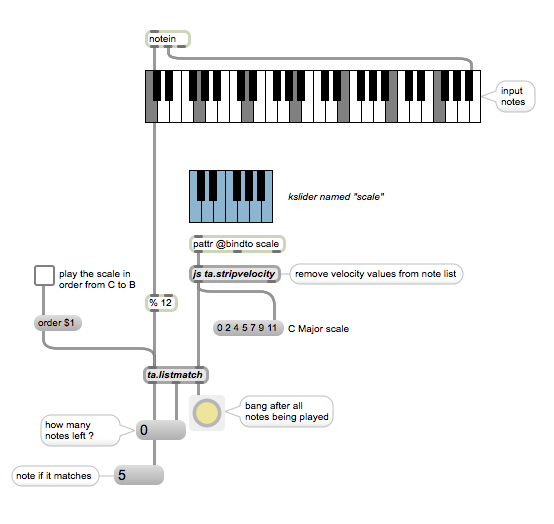 notein
input
notes
kslider named "scale"
pattr @bindto scale
js ta.stripvelocity
remove velocity values from note list
play the scale in
order from C to B
% 12
order $1
0 2 4 5 7 9 11
C Major scale
ta.listmatch
bang after all
notes being played
how many
notes left ?
0
note if it matches
5